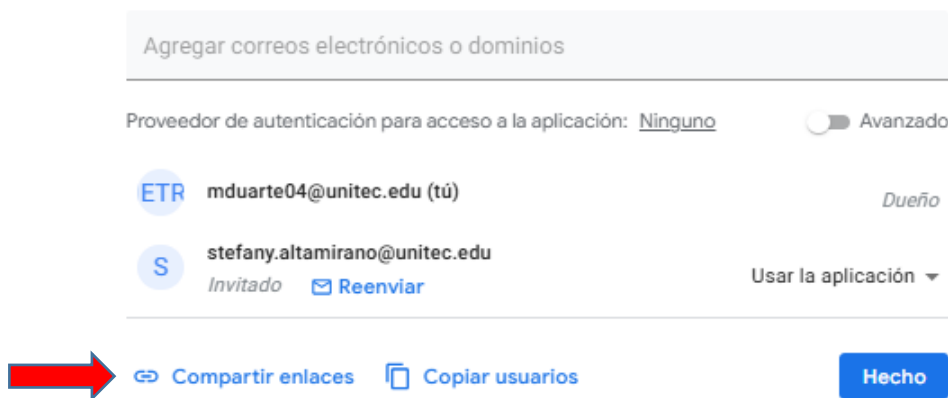 Agregar correos electrónicos o dominios
Proveedor de autenticación para acceso a la aplicación: Ninguno Avanzado
ETR mduarte04@unitec.edu (tú) Dueño
S stefany.altamirano@unitec.edu
Invitado Reenviar Usar la aplicación
Compartir enlaces Copiar usuarios Hecho